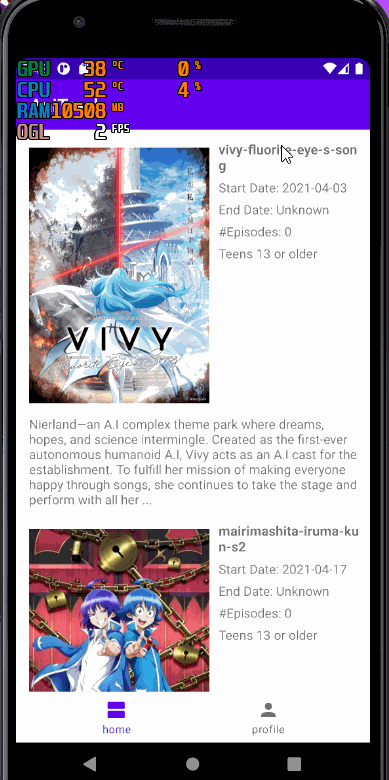 GPU 38 °C 0 %
CPU 52 °C 4 %
RAM 10508 MB
OGL 2 FPS
vivy-fluorite-eye-s-son
g
Start Date: 2021-04-03
End Date: Unknown
#Episodes: 0
Teens 13 or older
VIVY
Fluorite Eye's Song
Nierland—an A.I complex theme park where dreams,
hopes, and science intermingle. Created as the first-ever
autonomous humanoid A.I, Vivy acts as an A.I cast for the
establishment. To fulfill her mission of making everyone
happy through songs, she continues to take the stage and
perform with all her ...
mairimashita-iruma-ku
n-s2
Start Date: 2021-04-17
End Date: Unknown
#Episodes: 0
Teens 13 or older
home
profile